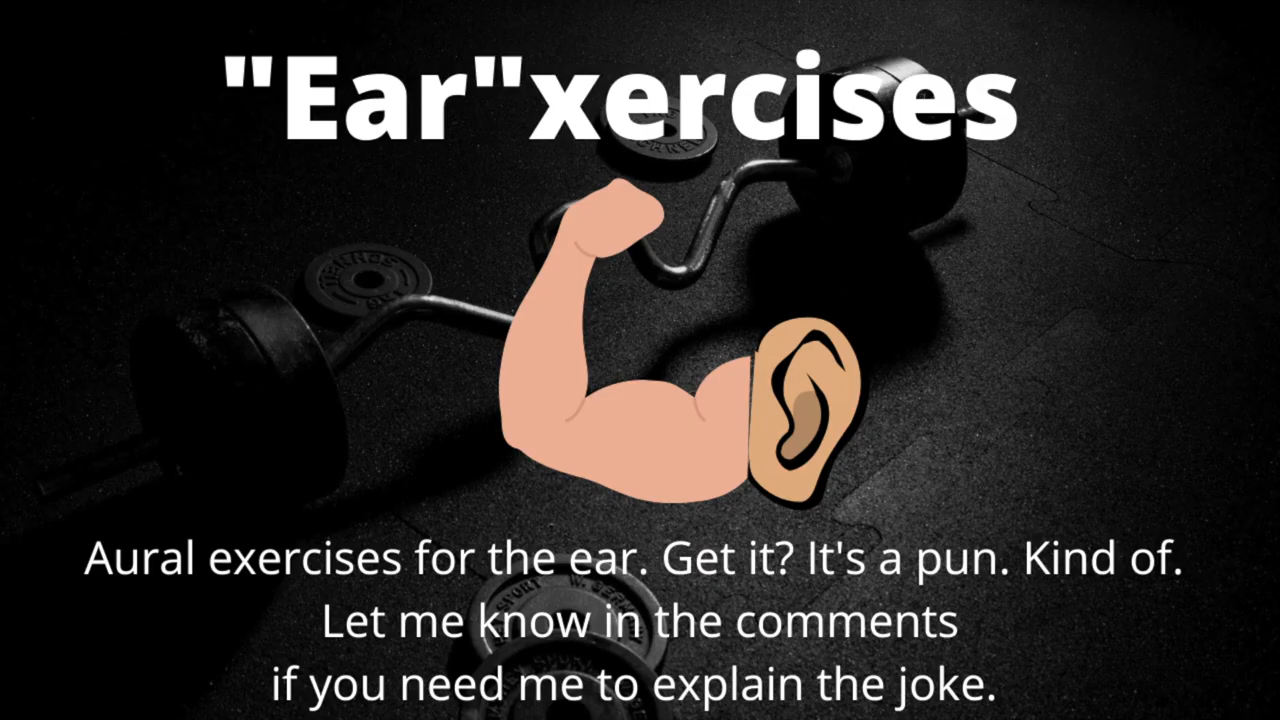 "Ear"xercises
Aural exercises for the ear. Get it? It's a pun. Kind of.
Let me know in the comments
if you need me to explain the joke.